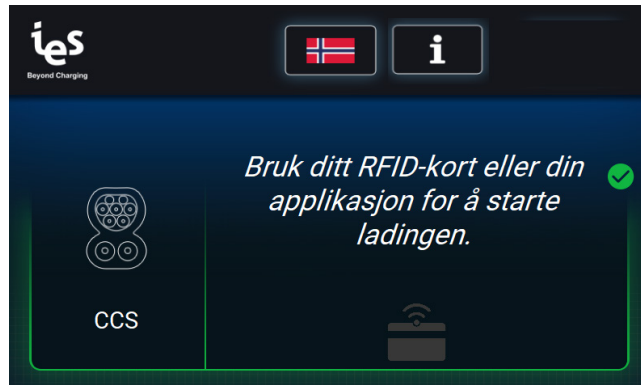 ies
Beyond Charging
i
Bruk ditt RFID-kort eller din
applikasjon for å starte
ladingen.
CCS